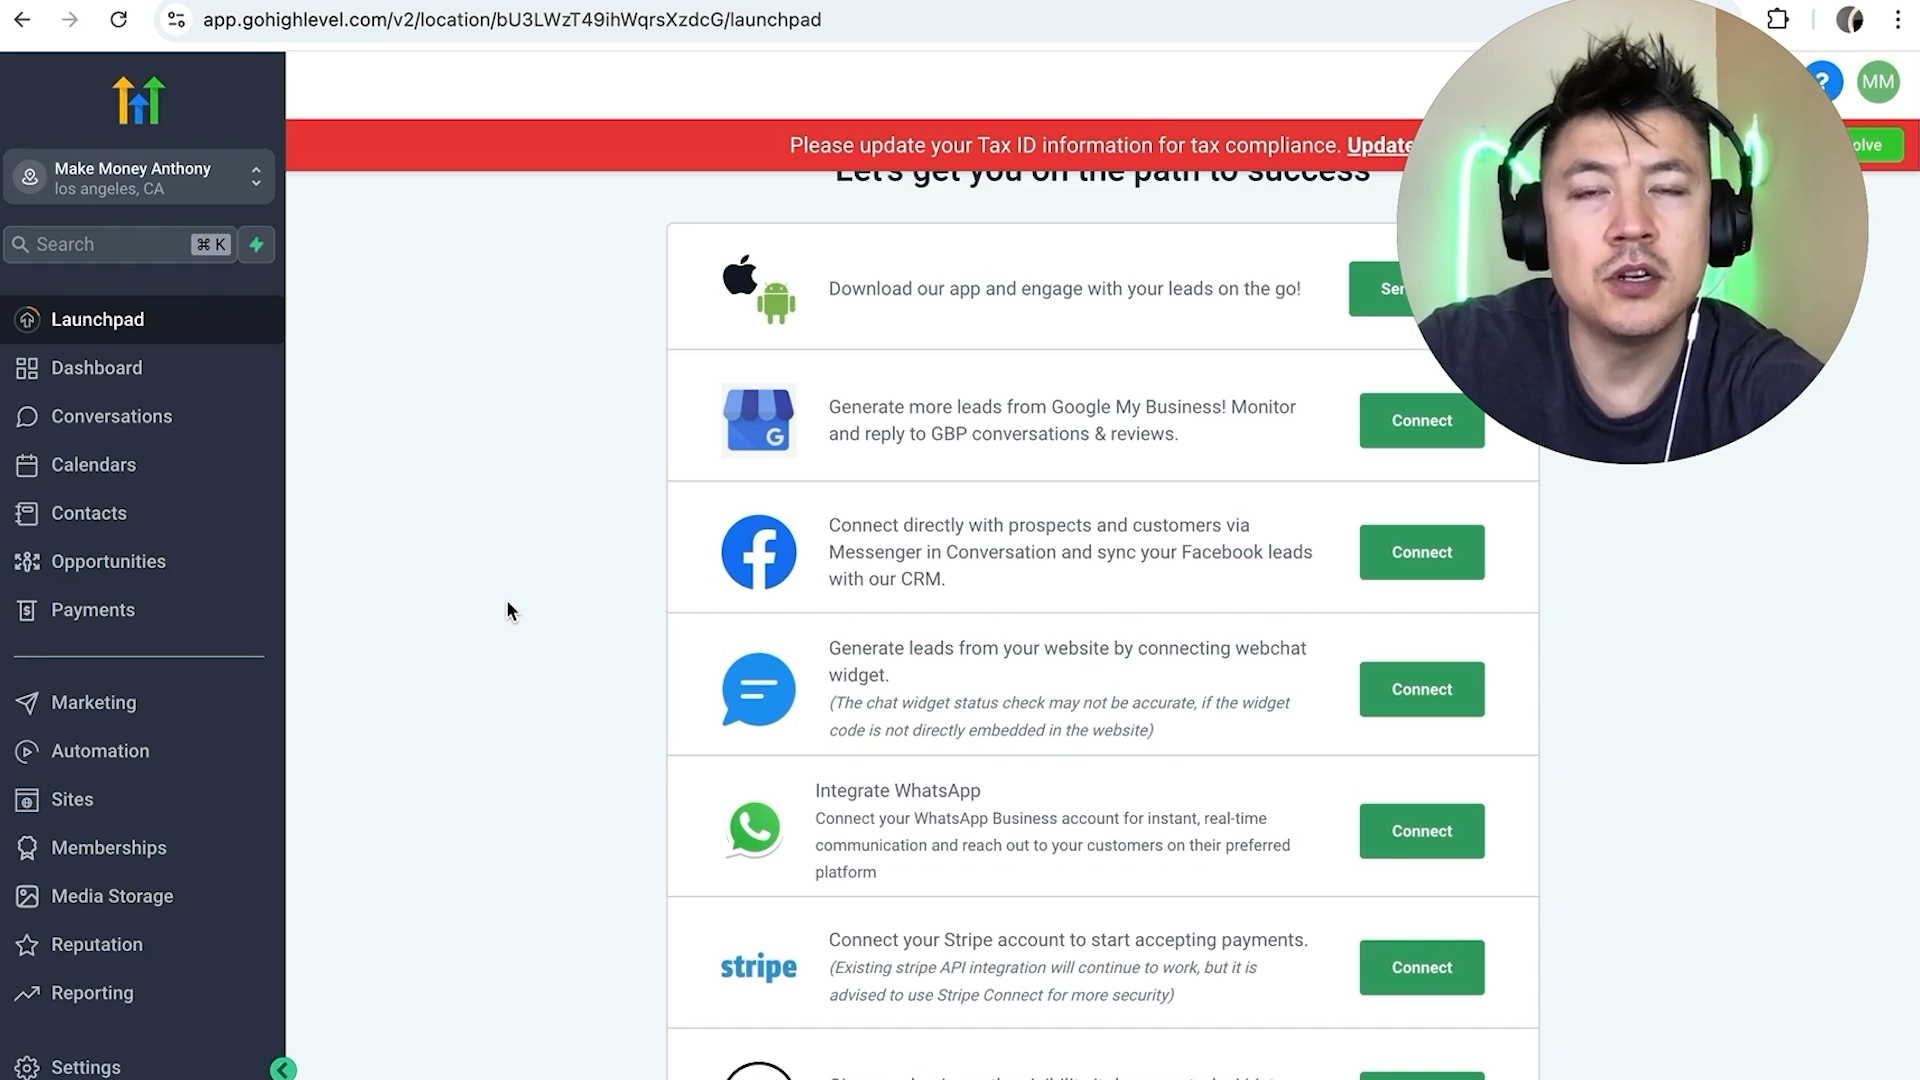 app.gohighlevel.com/v2/location/bU3LWzT49ihWqrsXzdcG/launchpad
? MM
Please update your Tax ID information for tax compliance. Update
Make Money Anthony
los angeles, CA
Let's get you on the path to success
Search ⌘ K
Launchpad
Dashboard
Conversations
Calendars
Contacts
Opportunities
Payments
Marketing
Automation
Sites
Memberships
Media Storage
Reputation
Reporting
Settings
Download our app and engage with your leads on the go!
Generate more leads from Google My Business! Monitor
and reply to GBP conversations & reviews.
Connect
Connect directly with prospects and customers via
Messenger in Conversation and sync your Facebook leads
with our CRM.
Connect
Generate leads from your website by connecting webchat
widget.
(The chat widget status check may not be accurate, if the widget
code is not directly embedded in the website)
Connect
Integrate WhatsApp
Connect your WhatsApp Business account for instant, real-time
communication and reach out to your customers on their preferred
platform
Connect
stripe
Connect your Stripe account to start accepting payments.
(Existing stripe API integration will continue to work, but it is
advised to use Stripe Connect for more security)
Connect